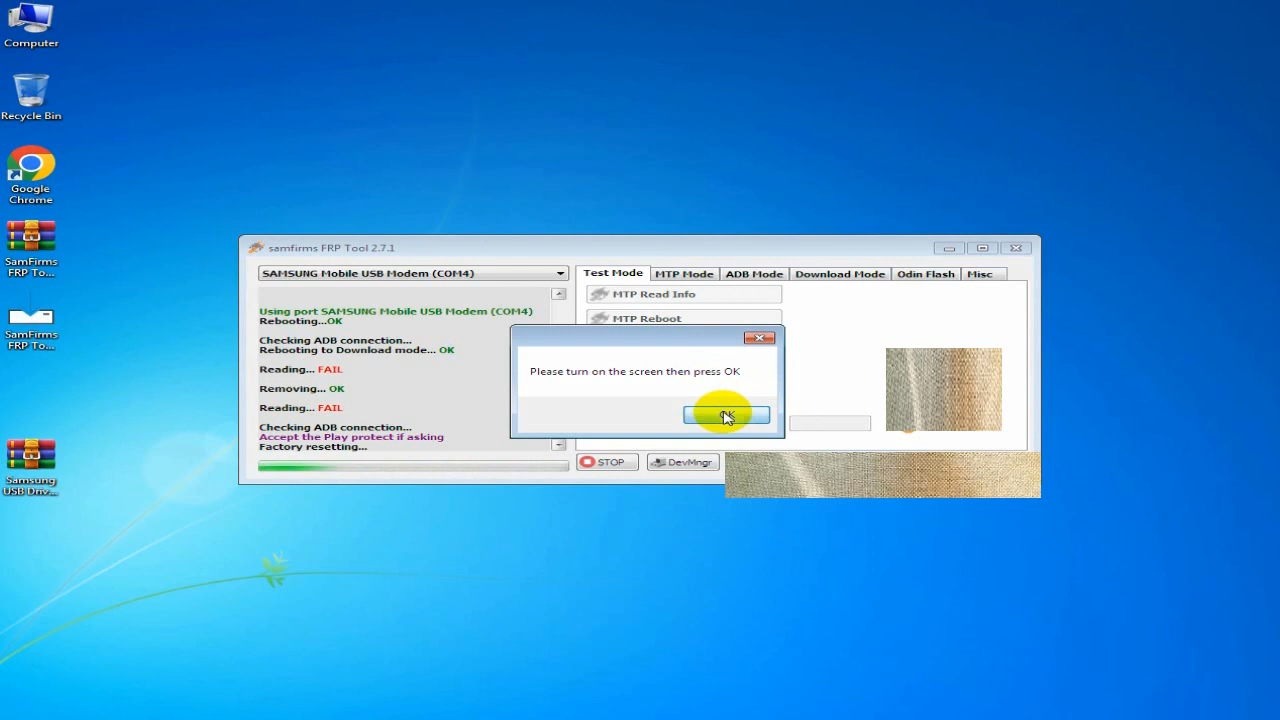 Computer
Recycle Bin
Google
Chrome
SamFirms
FRP To...
SamFirms
FRP To...
Samsung
USB Driv...
samfirms FRP Tool 2.7.1
SAMSUNG Mobile USB Modem (COM4)
Using port SAMSUNG Mobile USB Modem (COM4)
Rebooting...OK
Checking ADB connection...
Rebooting to Download mode... OK
Reading... FAIL
Removing... OK
Reading... FAIL
Checking ADB connection...
Accept the Play protect if asking
Factory resetting...
Test Mode MTP Mode ADB Mode Download Mode Odin Flash Misc
MTP Read Info
MTP Reboot
Please turn on the screen then press OK
OK
STOP DevMngr